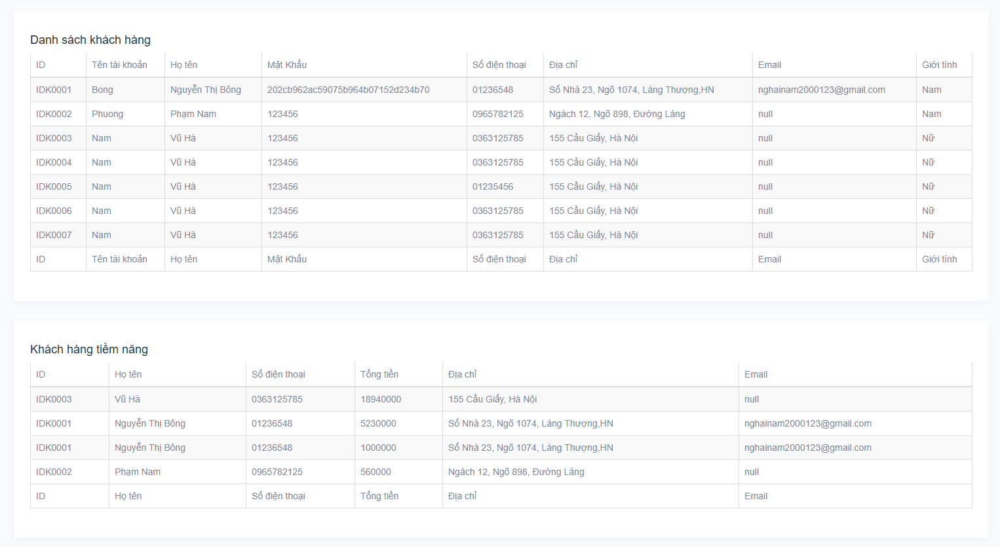 Danh sách khách hàng
ID Tên tài khoản Họ tên Mật Khẩu Số điện thoại Địa chỉ Email Giới tính
IDK0001 Bong Nguyễn Thị Bông 202cb962ac59075b964b07152d234b70 01236548 Số Nhà 23, Ngõ 1074, Láng Thượng,HN nghainam2000123@gmail.com Nam
IDK0002 Phuong Phạm Nam 123456 0965782125 Ngách 12, Ngõ 898, Đường Láng null Nam
IDK0003 Nam Vũ Hà 123456 0363125785 155 Cầu Giấy, Hà Nội null Nữ
IDK0004 Nam Vũ Hà 123456 0363125785 155 Cầu Giấy, Hà Nội null Nữ
IDK0005 Nam Vũ Hà 123456 01235456 155 Cầu Giấy, Hà Nội null Nữ
IDK0006 Nam Vũ Hà 123456 0363125785 155 Cầu Giấy, Hà Nội null Nữ
IDK0007 Nam Vũ Hà 123456 0363125785 155 Cầu Giấy, Hà Nội null Nữ
ID Tên tài khoản Họ tên Mật Khẩu Số điện thoại Địa chỉ Email Giới tính
Khách hàng tiềm năng
ID Họ tên Số điện thoại Tổng tiền Địa chỉ Email
IDK0003 Vũ Hà 0363125785 18940000 155 Cầu Giấy, Hà Nội null
IDK0001 Nguyễn Thị Bông 01236548 5230000 Số Nhà 23, Ngõ 1074, Láng Thượng,HN nghainam2000123@gmail.com
IDK0001 Nguyễn Thị Bông 01236548 1000000 Số Nhà 23, Ngõ 1074, Láng Thượng,HN nghainam2000123@gmail.com
IDK0002 Phạm Nam 0965782125 560000 Ngách 12, Ngõ 898, Đường Láng null
ID Họ tên Số điện thoại Tổng tiền Địa chỉ Email